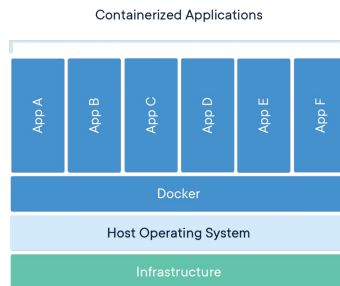 Containerized Applications
App A
App B
App C
App D
App E
App F
Docker
Host Operating System
Infrastructure